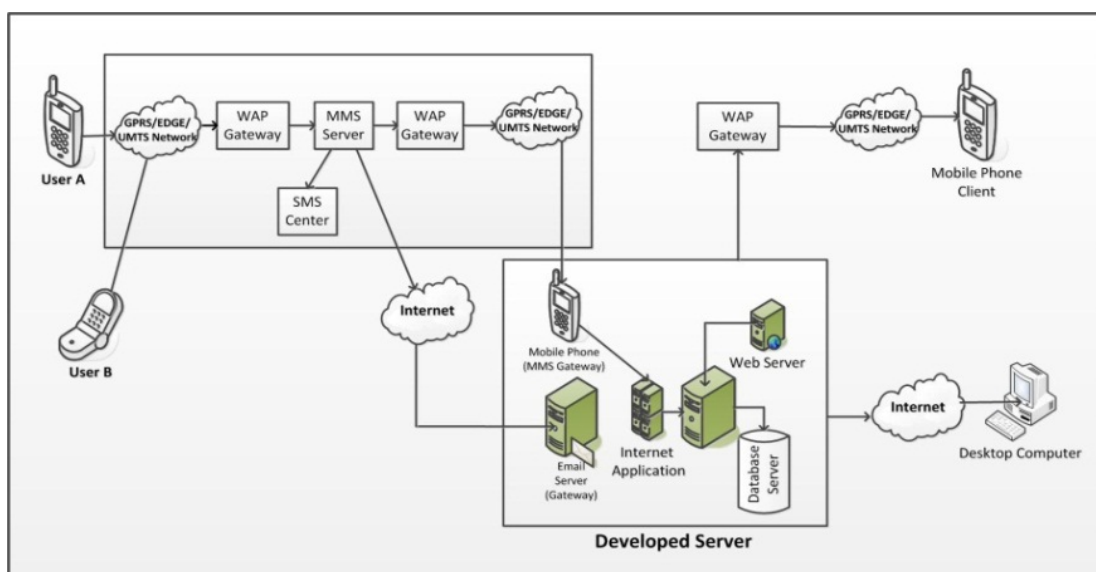 User A
GPRS/EDGE/
UMTS Network
WAP
Gateway
MMS
Server
WAP
Gateway
GPRS/EDGE/
UMTS Network
SMS
Center
User B
Internet
WAP
Gateway
GPRS/EDGE/
UMTS Network
Mobile Phone
Client
Mobile Phone
(MMS Gateway)
Web Server
Email
Server
(Gateway)
Internet
Application
Database
Server
Developed Server
Internet
Desktop Computer